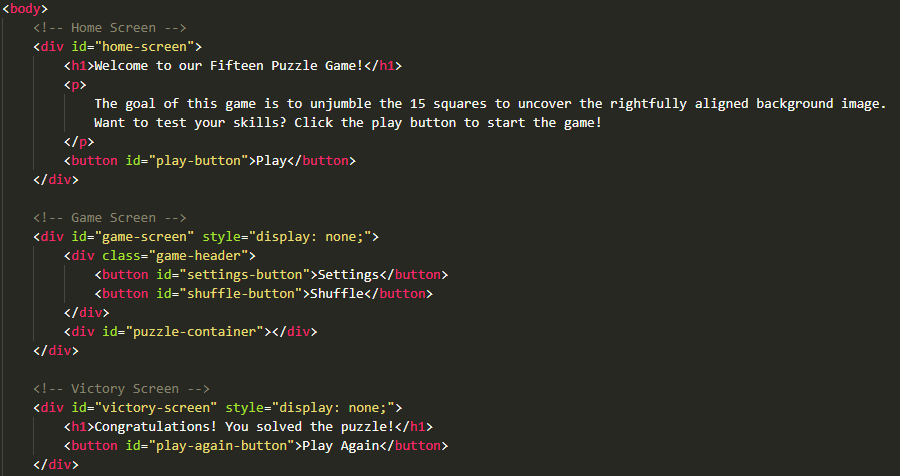 <body>
    <!-- Home Screen -->
    <div id="home-screen">
        <h1>Welcome to our Fifteen Puzzle Game!</h1>
        <p>
            The goal of this game is to unjumble the 15 squares to uncover the rightfully aligned background image.
            Want to test your skills? Click the play button to start the game!
        </p>
        <button id="play-button">Play</button>
    </div>

    <!-- Game Screen -->
    <div id="game-screen" style="display: none;">
        <div class="game-header">
            <button id="settings-button">Settings</button>
            <button id="shuffle-button">Shuffle</button>
        </div>
        <div id="puzzle-container"></div>
    </div>

    <!-- Victory Screen -->
    <div id="victory-screen" style="display: none;">
        <h1>Congratulations! You solved the puzzle!</h1>
        <button id="play-again-button">Play Again</button>
    </div>